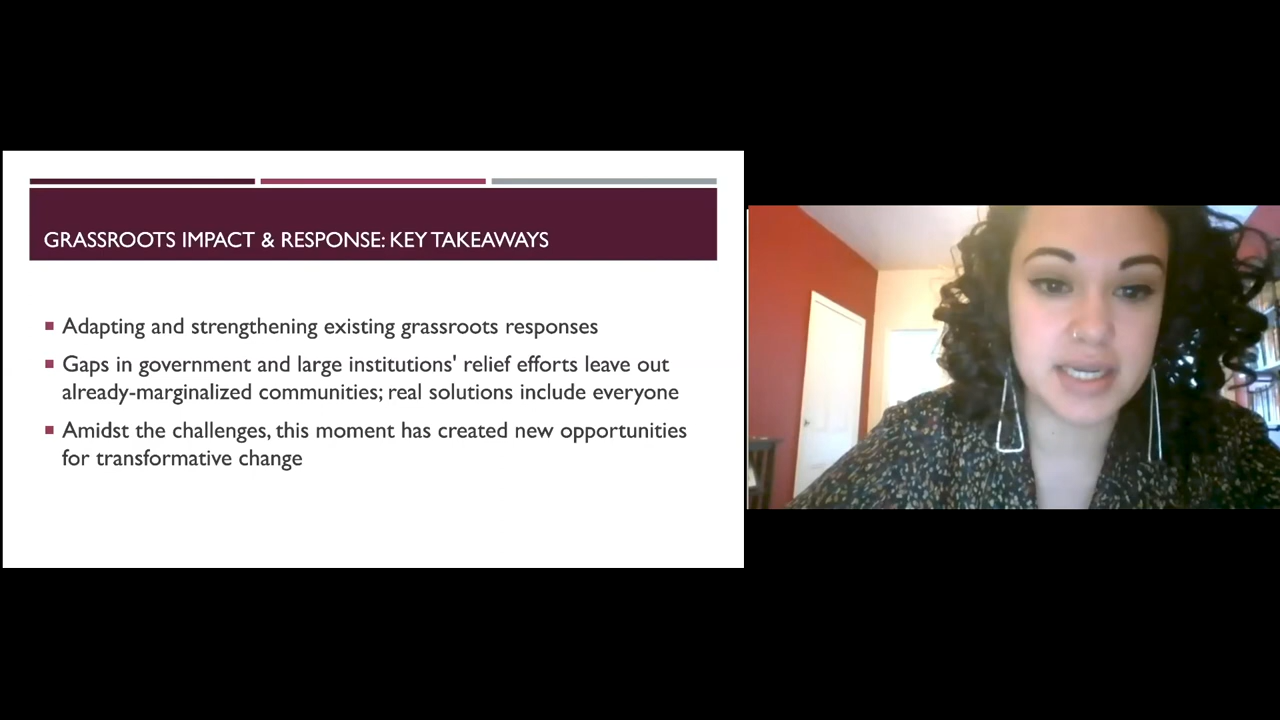 GRASSROOTS IMPACT & RESPONSE: KEY TAKEAWAYS
Adapting and strengthening existing grassroots responses
Gaps in government and large institutions' relief efforts leave out
already-marginalized communities; real solutions include everyone
Amidst the challenges, this moment has created new opportunities
for transformative change